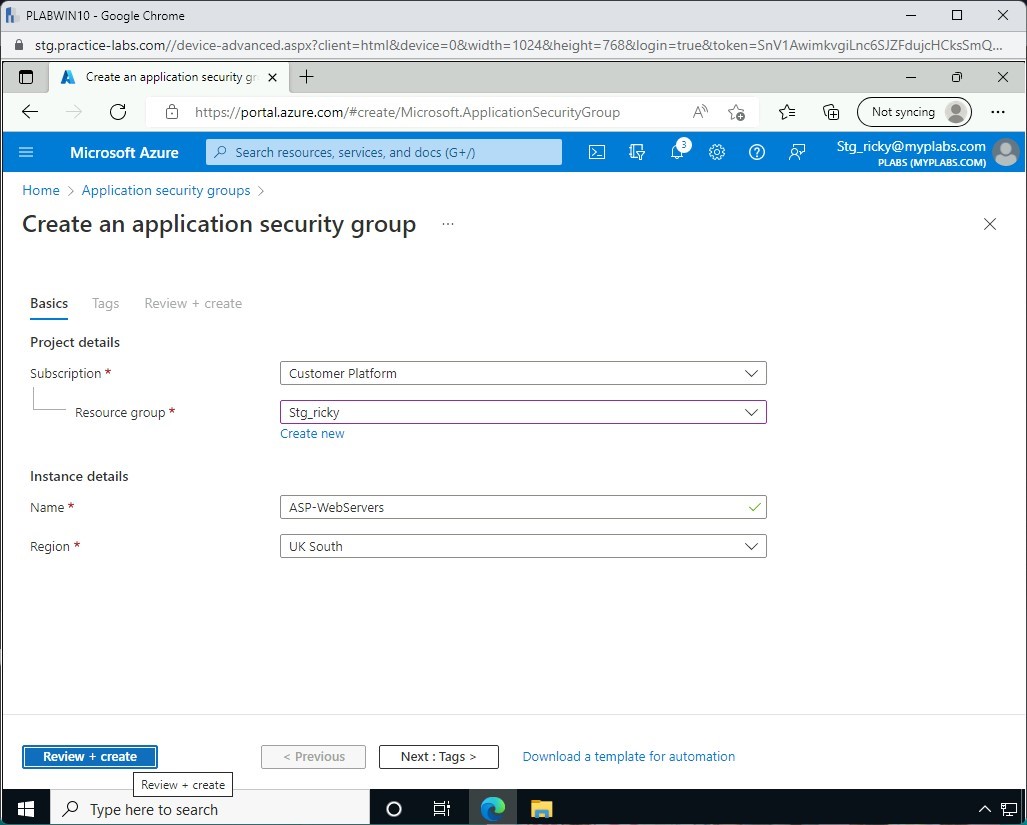 PLABWIN10 - Google Chrome
stg.practice-labs.com//device-advanced.aspx?client=html&device=0&width=1024&height=768&login=true&token=SnV1AwimkvgiLnc6SJZFdujcHCksSmQ...
Create an application security gr
https://portal.azure.com/#create/Microsoft.ApplicationSecurityGroup
Not syncing
Microsoft Azure
Search resources, services, and docs (G+/)
3
Stg_ricky@myplabs.com
PLABS (MYPLABS.COM)
Home > Application security groups >
Create an application security group ...
Basics Tags Review + create
Project details
Subscription *
Customer Platform
Resource group *
Stg_ricky
Create new
Instance details
Name *
ASP-WebServers
Region *
UK South
Review + create
< Previous
Next : Tags >
Download a template for automation
Review + create
Type here to search